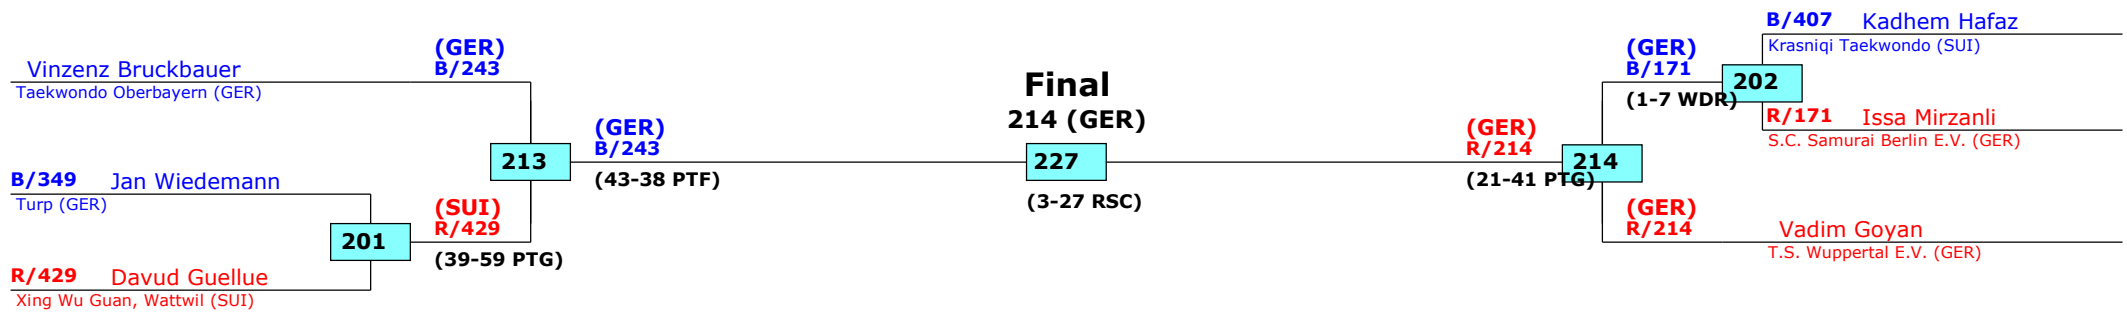 (GER)
B/243
Vinzenz Bruckbauer
Taekwondo Oberbayern (GER)
213
(GER)
B/243
(43-38 PTF)
B/349 Jan Wiedemann
Turp (GER)
201
(SUI)
R/429
(39-59 PTG)
R/429 Davud Guellue
Xing Wu Guan, Wattwil (SUI)
Final
214 (GER)
227
(3-27 RSC)
B/407 Kadhem Hafaz
Krasniqi Taekwondo (SUI)
(GER)
B/171
202
(1-7 WDR)
R/171 Issa Mirzanli
S.C. Samurai Berlin E.V. (GER)
(GER)
R/214
214
(21-41 PTG)
(GER)
R/214
Vadim Goyan
T.S. Wuppertal E.V. (GER)